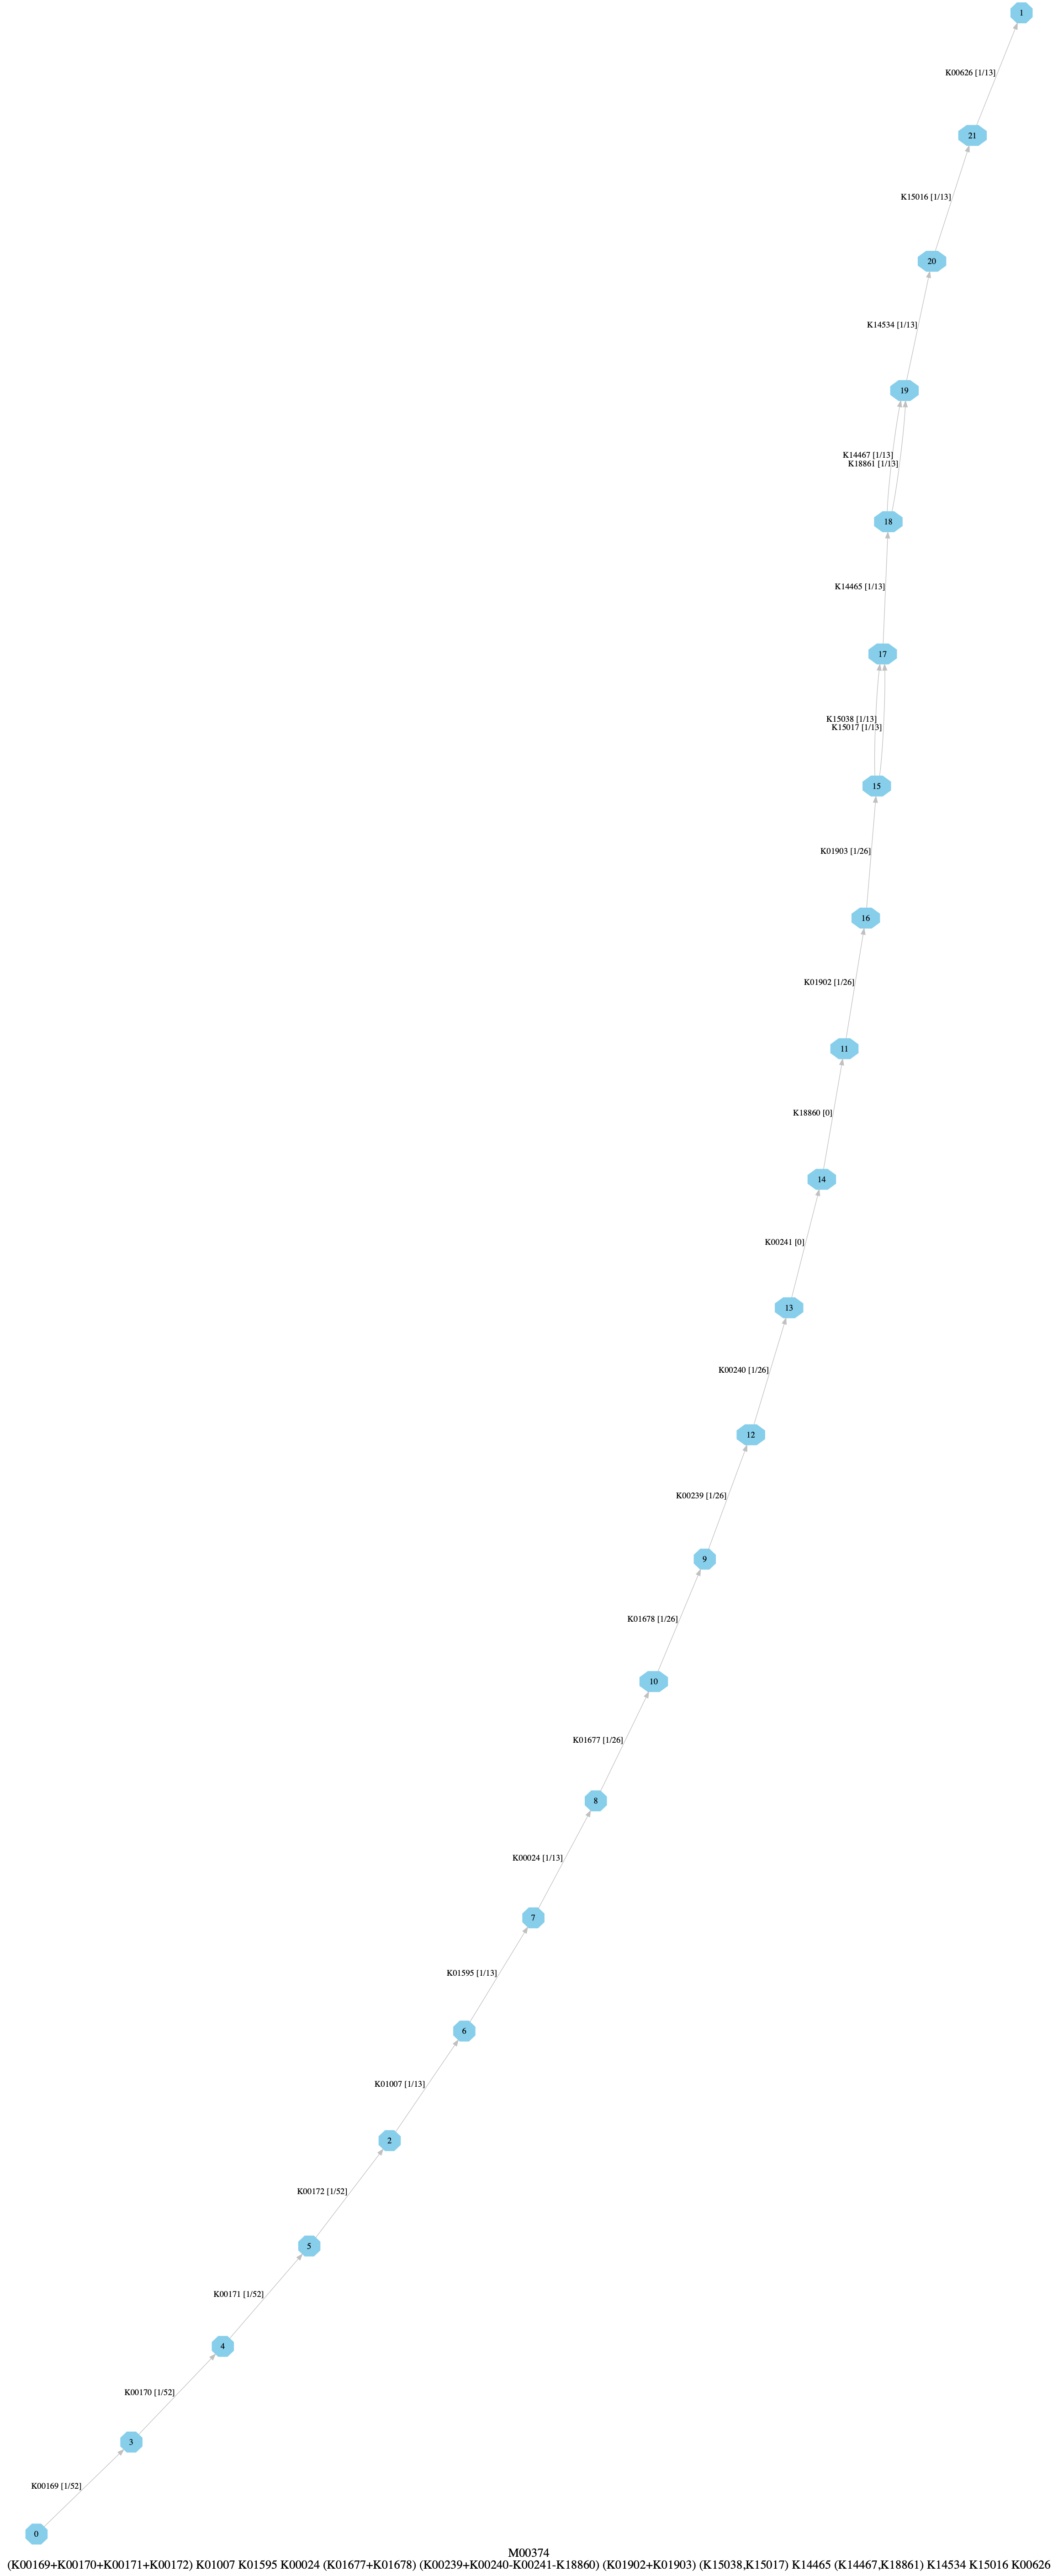 1
K00626 [1/13]
21
K15016 [1/13]
20
K14534 [1/13]
19
K14467 [1/13]
K18861 [1/13]
18
K14465 [1/13]
17
K15038 [1/13]
K15017 [1/13]
15
K01903 [1/26]
16
K01902 [1/26]
11
K18860 [0]
14
K00241 [0]
13
K00240 [1/26]
12
K00239 [1/26]
9
K01678 [1/26]
10
K01677 [1/26]
8
K00024 [1/13]
7
K01595 [1/13]
6
K01007 [1/13]
2
K00172 [1/52]
5
K00171 [1/52]
4
K00170 [1/52]
3
K00169 [1/52]
0
M00374
(K00169+K00170+K00171+K00172) K01007 K01595 K00024 (K01677+K01678) (K00239+K00240-K00241-K18860) (K01902+K01903) (K15038,K15017) K14465 (K14467,K18861) K14534 K15016 K00626